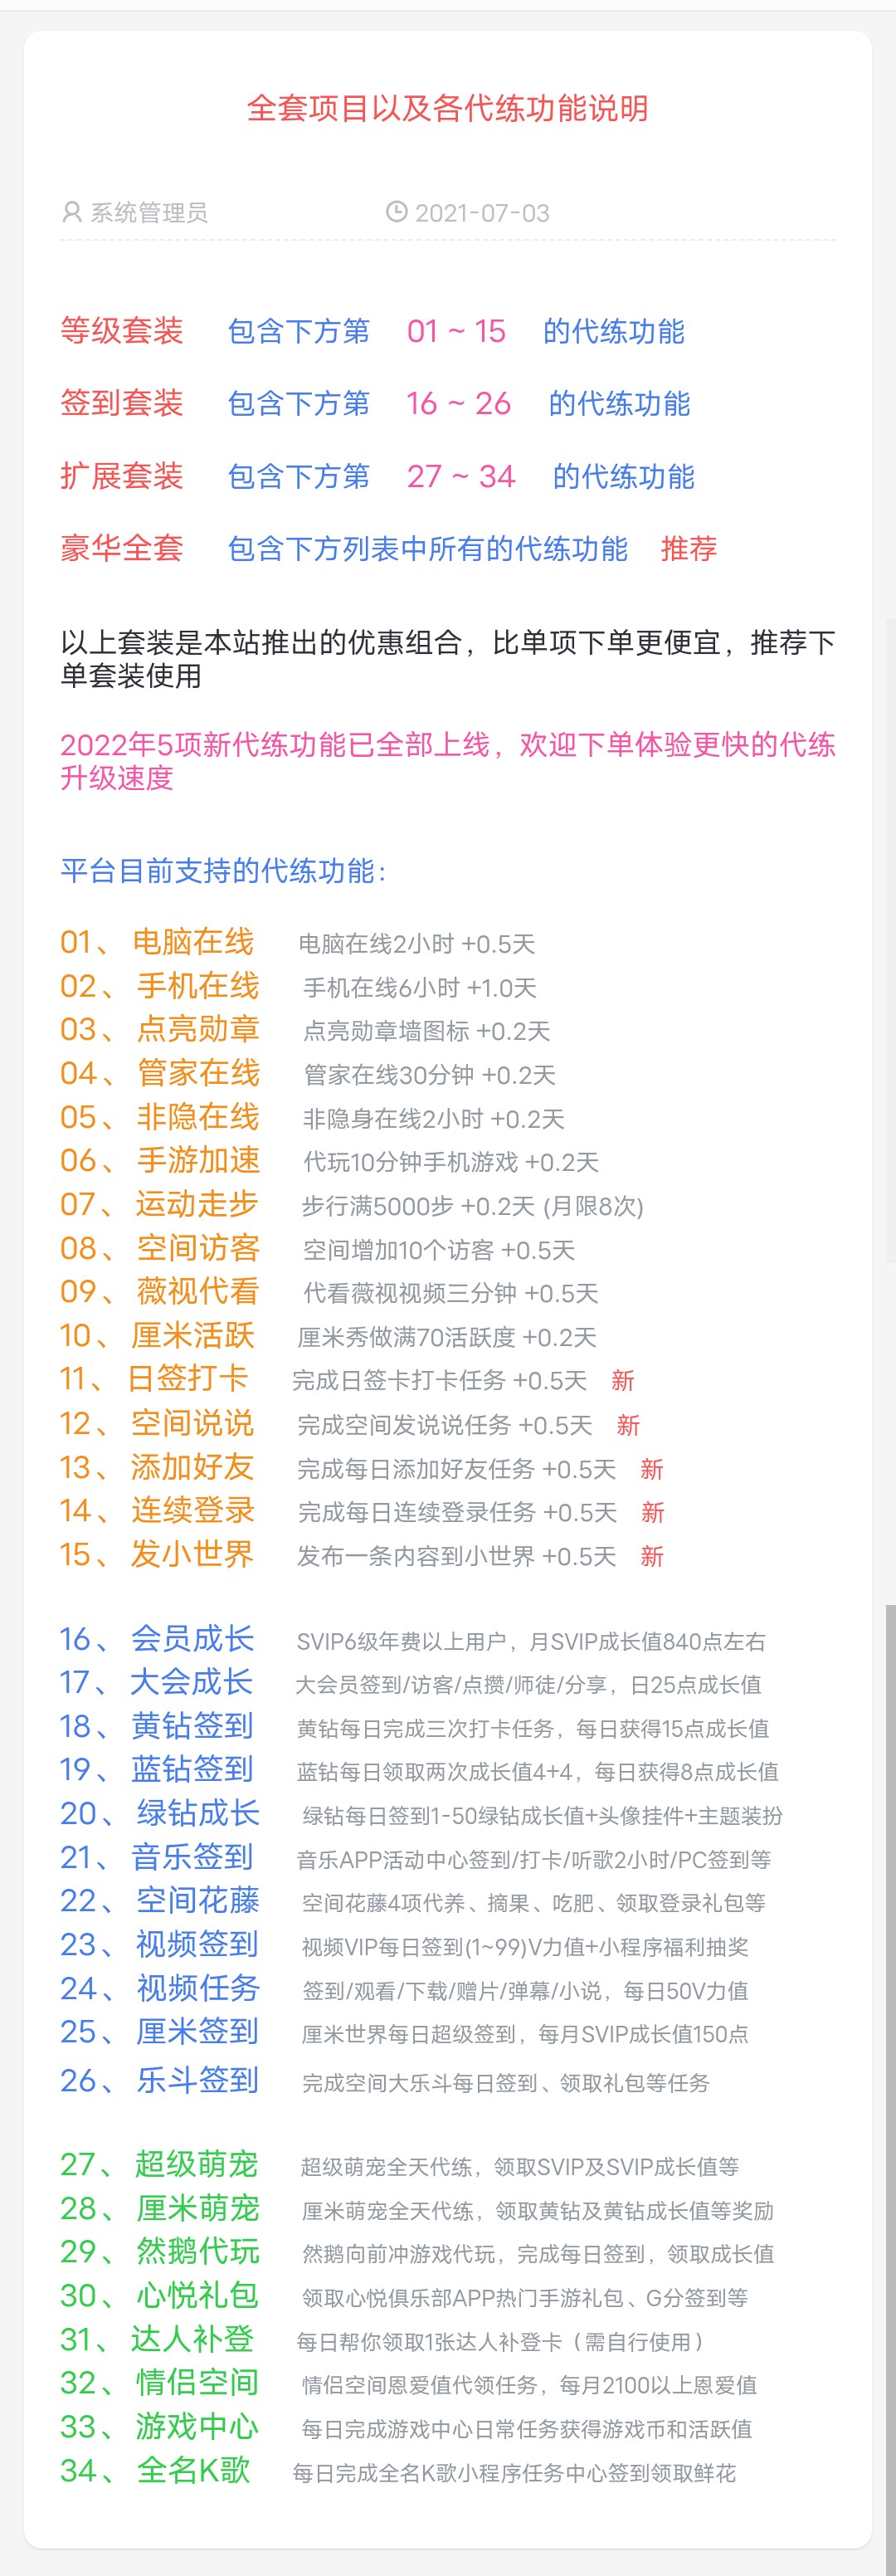 全套项目以及各代练功能说明
系统管理员 2021-07-03
等级套装 包含下方第 01 ~ 15 的代练功能
签到套装 包含下方第 16 ~ 26 的代练功能
扩展套装 包含下方第 27 ~ 34 的代练功能
豪华全套 包含下方列表中所有的代练功能 推荐
以上套装是本站推出的优惠组合，比单项下单更便宜，推荐下
单套装使用
2022年5项新代练功能已全部上线，欢迎下单体验更快的代练
升级速度
平台目前支持的代练功能：
01、 电脑在线 电脑在线2小时 +0.5天
02、 手机在线 手机在线6小时 +1.0天
03、 点亮勋章 点亮勋章墙图标 +0.2天
04、 管家在线 管家在线30分钟 +0.2天
05、 非隐在线 非隐身在线2小时 +0.2天
06、 手游加速 代玩10分钟手机游戏 +0.2天
07、 运动走步 步行满5000步 +0.2天 (月限8次)
08、 空间访客 空间增加10个访客 +0.5天
09、 薇视代看 代看薇视视频三分钟 +0.5天
10、 厘米活跃 厘米秀做满70活跃度 +0.2天
11、 日签打卡 完成日签卡打卡任务 +0.5天 新
12、 空间说说 完成空间发说说任务 +0.5天 新
13、 添加好友 完成每日添加好友任务 +0.5天 新
14、 连续登录 完成每日连续登录任务 +0.5天 新
15、 发小世界 发布一条内容到小世界 +0.5天 新
16、 会员成长 SVIP6级年费以上用户，月SVIP成长值840点左右
17、 大会成长 大会员签到/访客/点攒/师徒/分享，日25点成长值
18、 黄钻签到 黄钻每日完成三次打卡任务，每日获得15点成长值
19、 蓝钻签到 蓝钻每日领取两次成长值4+4，每日获得8点成长值
20、 绿钻成长 绿钻每日签到1-50绿钻成长值+头像挂件+主题装扮
21、 音乐签到 音乐APP活动中心签到/打卡/听歌2小时/PC签到等
22、 空间花藤 空间花藤4项代养、摘果、吃肥、领取登录礼包等
23、 视频签到 视频VIP每日签到(1~99)V力值+小程序福利抽奖
24、 视频任务 签到/观看/下载/赠片/弹幕/小说，每日50V力值
25、 厘米签到 厘米世界每日超级签到，每月SVIP成长值150点
26、 乐斗签到 完成空间大乐斗每日签到、领取礼包等任务
27、 超级萌宠 超级萌宠全天代练，领取SVIP及SVIP成长值等
28、 厘米萌宠 厘米萌宠全天代练，领取黄钻及黄钻成长值等奖励
29、 然鹅代玩 然鹅向前冲游戏代玩，完成每日签到，领取成长值
30、 心悦礼包 领取心悦俱乐部APP热门手游礼包、G分签到等
31、 达人补登 每日帮你领取1张达人补登卡（需自行使用）
32、 情侣空间 情侣空间恩爱值代领任务，每月2100以上恩爱值
33、 游戏中心 每日完成游戏中心日常任务获得游戏币和活跃值
34、 全名K歌 每日完成全名K歌小程序任务中心签到领取鲜花